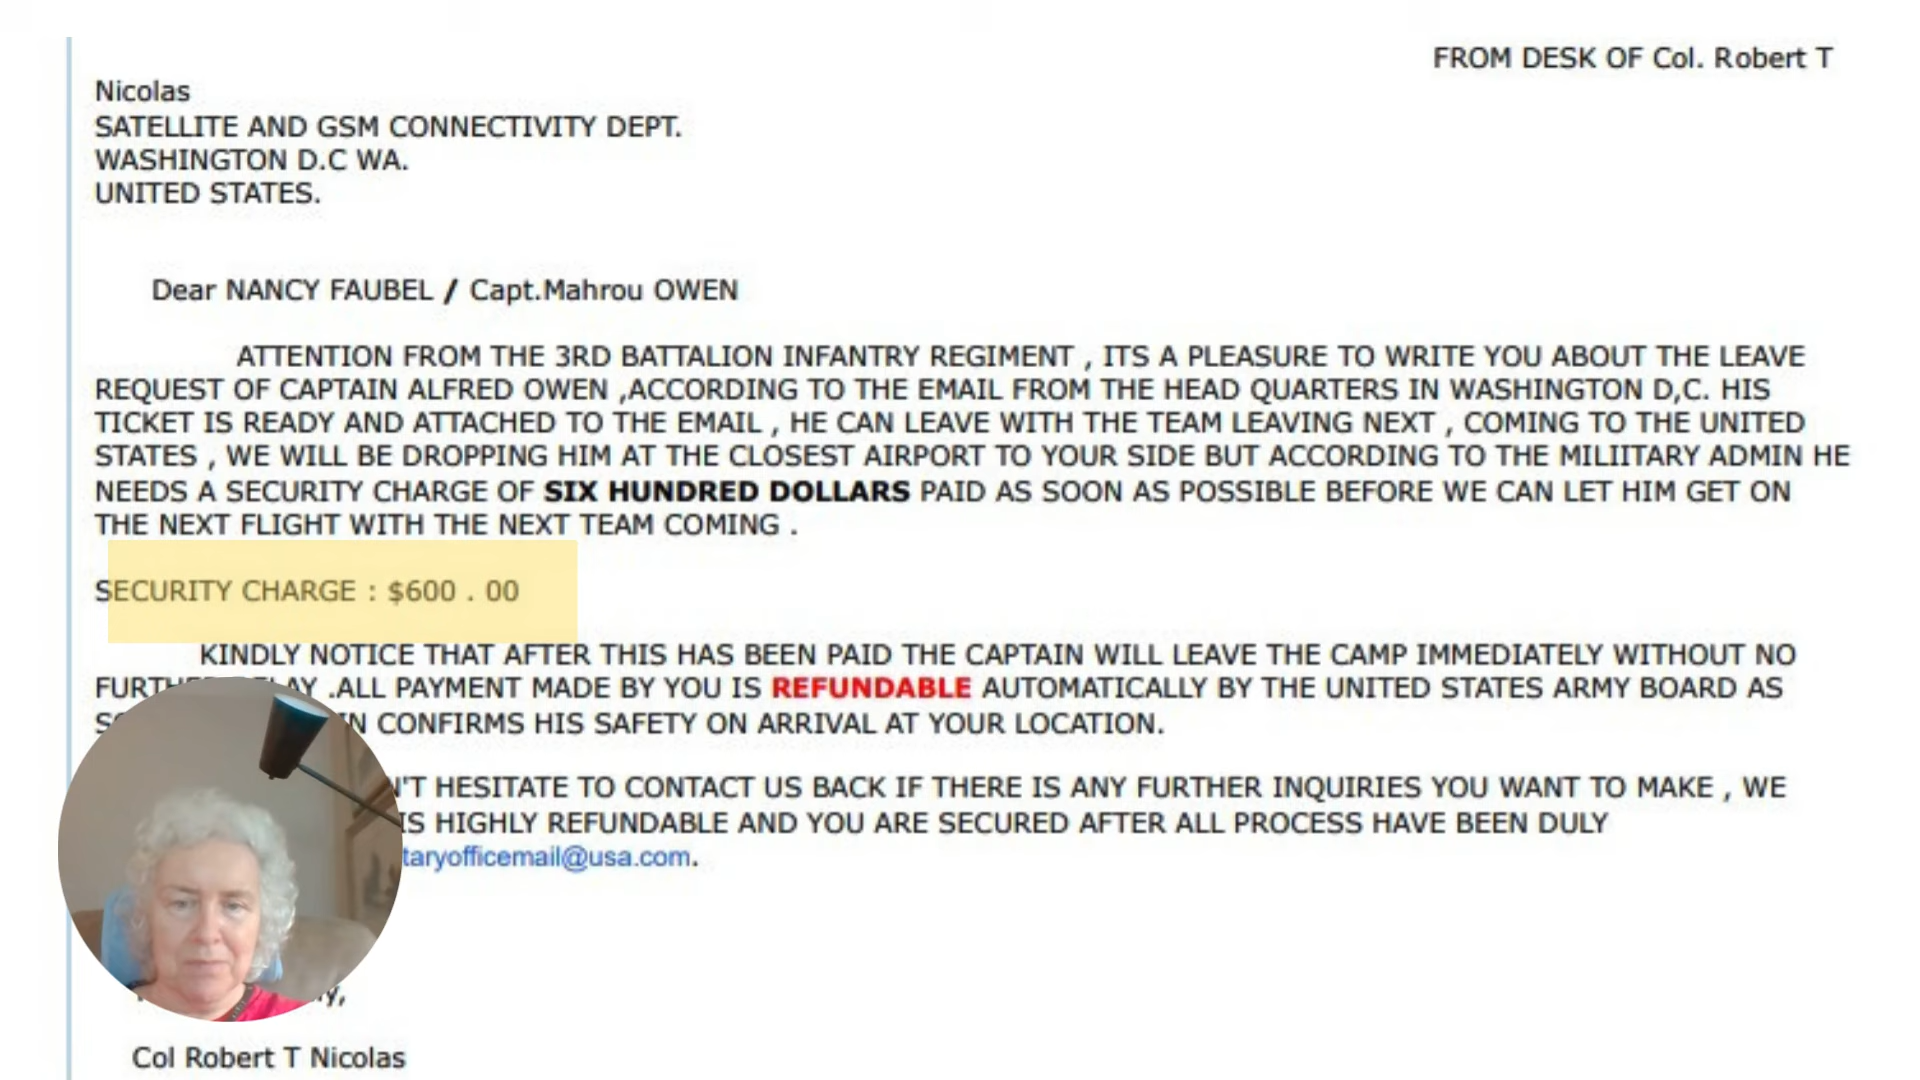 FROM DESK OF Col. Robert T
Nicolas
SATELLITE AND GSM CONNECTIVITY DEPT.
WASHINGTON D.C WA.
UNITED STATES.
Dear NANCY FAUBEL / Capt.Mahrou OWEN
ATTENTION FROM THE 3RD BATTALION INFANTRY REGIMENT , ITS A PLEASURE TO WRITE YOU ABOUT THE LEAVE
REQUEST OF CAPTAIN ALFRED OWEN ,ACCORDING TO THE EMAIL FROM THE HEAD QUARTERS IN WASHINGTON D,C. HIS
TICKET IS READY AND ATTACHED TO THE EMAIL , HE CAN LEAVE WITH THE TEAM LEAVING NEXT , COMING TO THE UNITED
STATES , WE WILL BE DROPPING HIM AT THE CLOSEST AIRPORT TO YOUR SIDE BUT ACCORDING TO THE MILIITARY ADMIN HE
NEEDS A SECURITY CHARGE OF SIX HUNDRED DOLLARS PAID AS SOON AS POSSIBLE BEFORE WE CAN LET HIM GET ON
THE NEXT FLIGHT WITH THE NEXT TEAM COMING .
SECURITY CHARGE : $600 . 00
KINDLY NOTICE THAT AFTER THIS HAS BEEN PAID THE CAPTAIN WILL LEAVE THE CAMP IMMEDIATELY WITHOUT NO
.ALL PAYMENT MADE BY YOU IS REFUNDABLE AUTOMATICALLY BY THE UNITED STATES ARMY BOARD AS
CONFIRMS HIS SAFETY ON ARRIVAL AT YOUR LOCATION.
HESITATE TO CONTACT US BACK IF THERE IS ANY FURTHER INQUIRIES YOU WANT TO MAKE , WE
IS HIGHLY REFUNDABLE AND YOU ARE SECURED AFTER ALL PROCESS HAVE BEEN DULY
taryofficemail@usa.com.
Col Robert T Nicolas